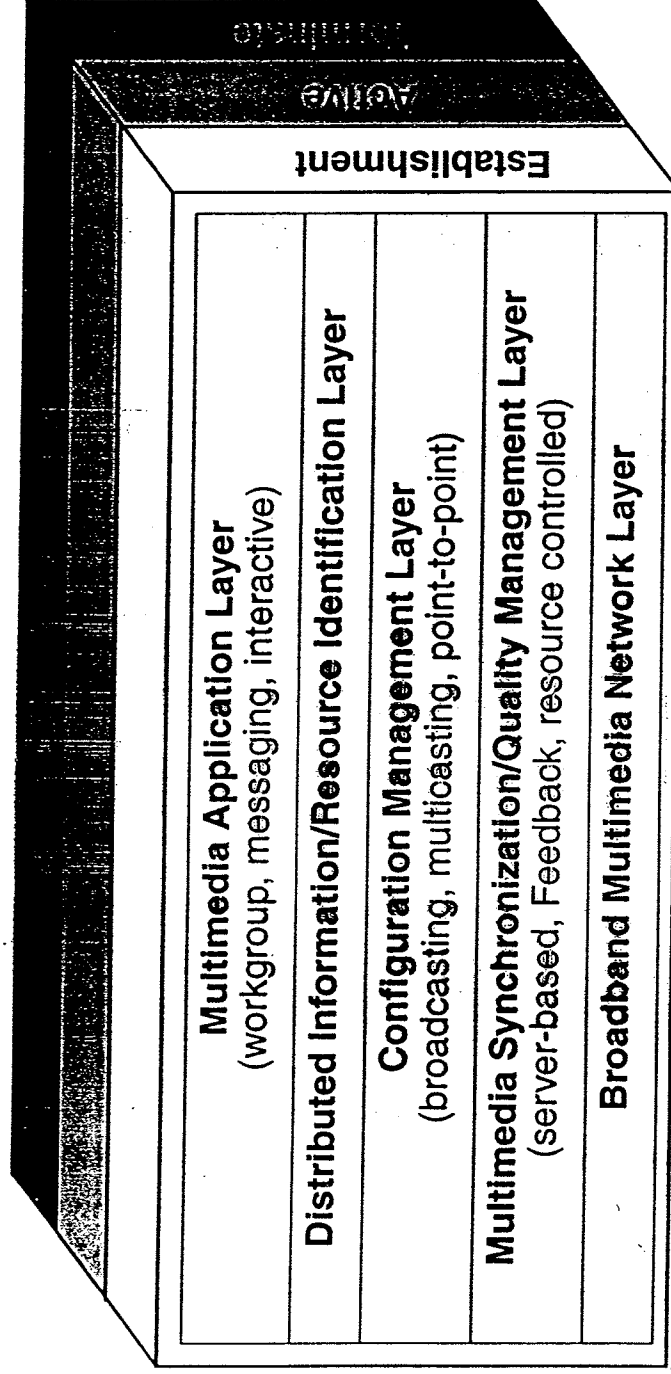 Multimedia Application Layer
(workgroup, messaging, interactive)
Distributed Information/Resource Identification Layer
Configuration Management Layer
(broadcasting, multicasting, point-to-point)
Multimedia Synchronization/Quality Management Layer
(server-based, Feedback, resource controlled)
Broadband Multimedia Network Layer
Establishment
Active
Terminate